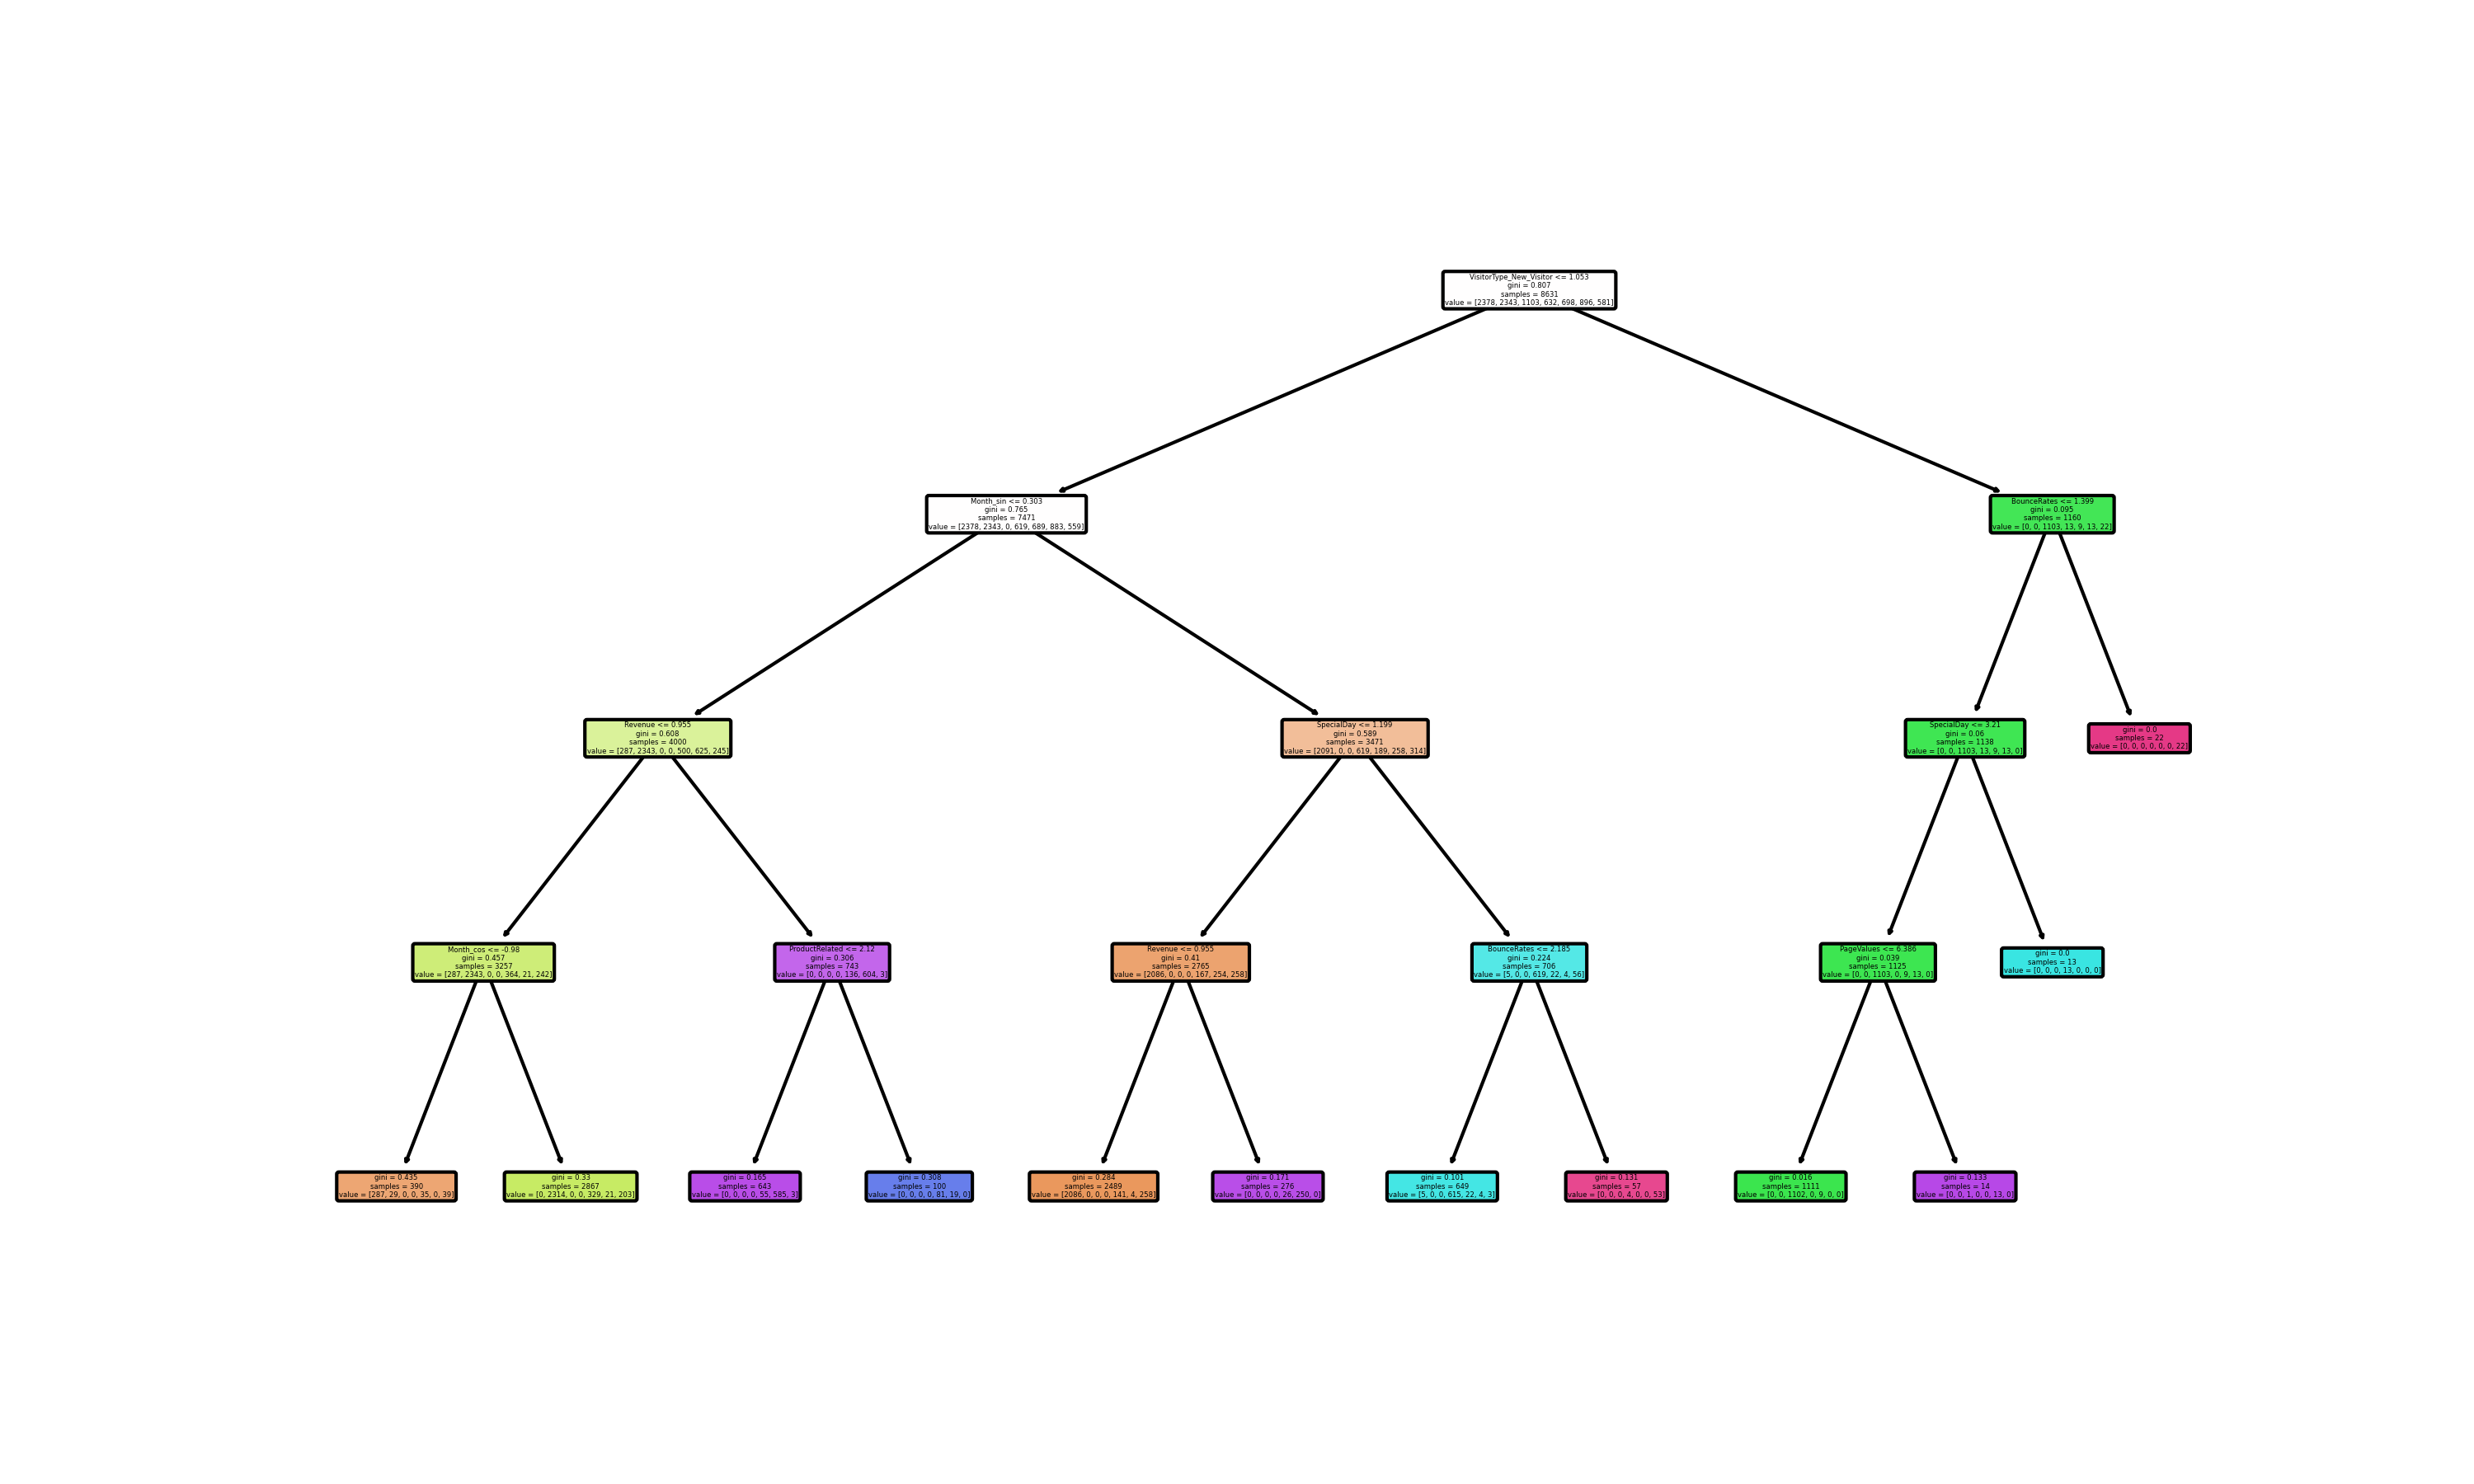 VisitorType_New_Visitor <= 1.053
gini = 0.807
samples = 8631
value = [2378, 2343, 1103, 632, 698, 896, 581]
Month_sin <= 0.303
gini = 0.765
samples = 7471
value = [2378, 2343, 0, 619, 689, 883, 559]
BounceRates <= 1.399
gini = 0.095
samples = 1160
value = [0, 0, 1103, 13, 9, 13, 22]
Revenue <= 0.955
gini = 0.608
samples = 4000
value = [287, 2343, 0, 0, 500, 625, 245]
SpecialDay <= 1.199
gini = 0.589
samples = 3471
value = [2091, 0, 0, 619, 189, 258, 314]
SpecialDay <= 3.21
gini = 0.06
samples = 1138
value = [0, 0, 1103, 13, 9, 13, 0]
gini = 0.0
samples = 22
value = [0, 0, 0, 0, 0, 0, 22]
Month_cos <= -0.98
gini = 0.457
samples = 3257
value = [287, 2343, 0, 0, 364, 21, 242]
ProductRelated <= 2.12
gini = 0.306
samples = 743
value = [0, 0, 0, 0, 136, 604, 3]
Revenue <= 0.955
gini = 0.41
samples = 2765
value = [2086, 0, 0, 0, 167, 254, 258]
BounceRates <= 2.185
gini = 0.224
samples = 706
value = [5, 0, 0, 619, 22, 4, 56]
PageValues <= 6.386
gini = 0.039
samples = 1125
value = [0, 0, 1103, 0, 9, 13, 0]
gini = 0.0
samples = 13
value = [0, 0, 0, 13, 0, 0, 0]
gini = 0.435
samples = 390
value = [287, 29, 0, 0, 35, 0, 39]
gini = 0.33
samples = 2867
value = [0, 2314, 0, 0, 329, 21, 203]
gini = 0.165
samples = 643
value = [0, 0, 0, 0, 55, 585, 3]
gini = 0.308
samples = 100
value = [0, 0, 0, 0, 81, 19, 0]
gini = 0.284
samples = 2489
value = [2086, 0, 0, 0, 141, 4, 258]
gini = 0.171
samples = 276
value = [0, 0, 0, 0, 26, 250, 0]
gini = 0.101
samples = 649
value = [5, 0, 0, 615, 22, 4, 3]
gini = 0.131
samples = 57
value = [0, 0, 0, 4, 0, 0, 53]
gini = 0.016
samples = 1111
value = [0, 0, 1102, 0, 9, 0, 0]
gini = 0.133
samples = 14
value = [0, 0, 1, 0, 0, 13, 0]